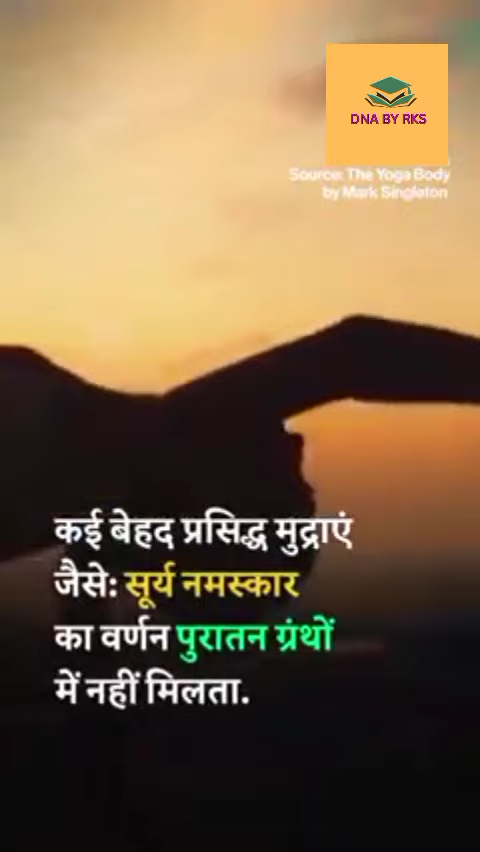 DNA BY RKS
Source: The Yoga Body
by Mark Singleton
कई बेहद प्रसिद्ध मुद्राएं
जैसे: सूर्य नमस्कार
का वर्णन पुरातन ग्रंथों
में नहीं मिलता.